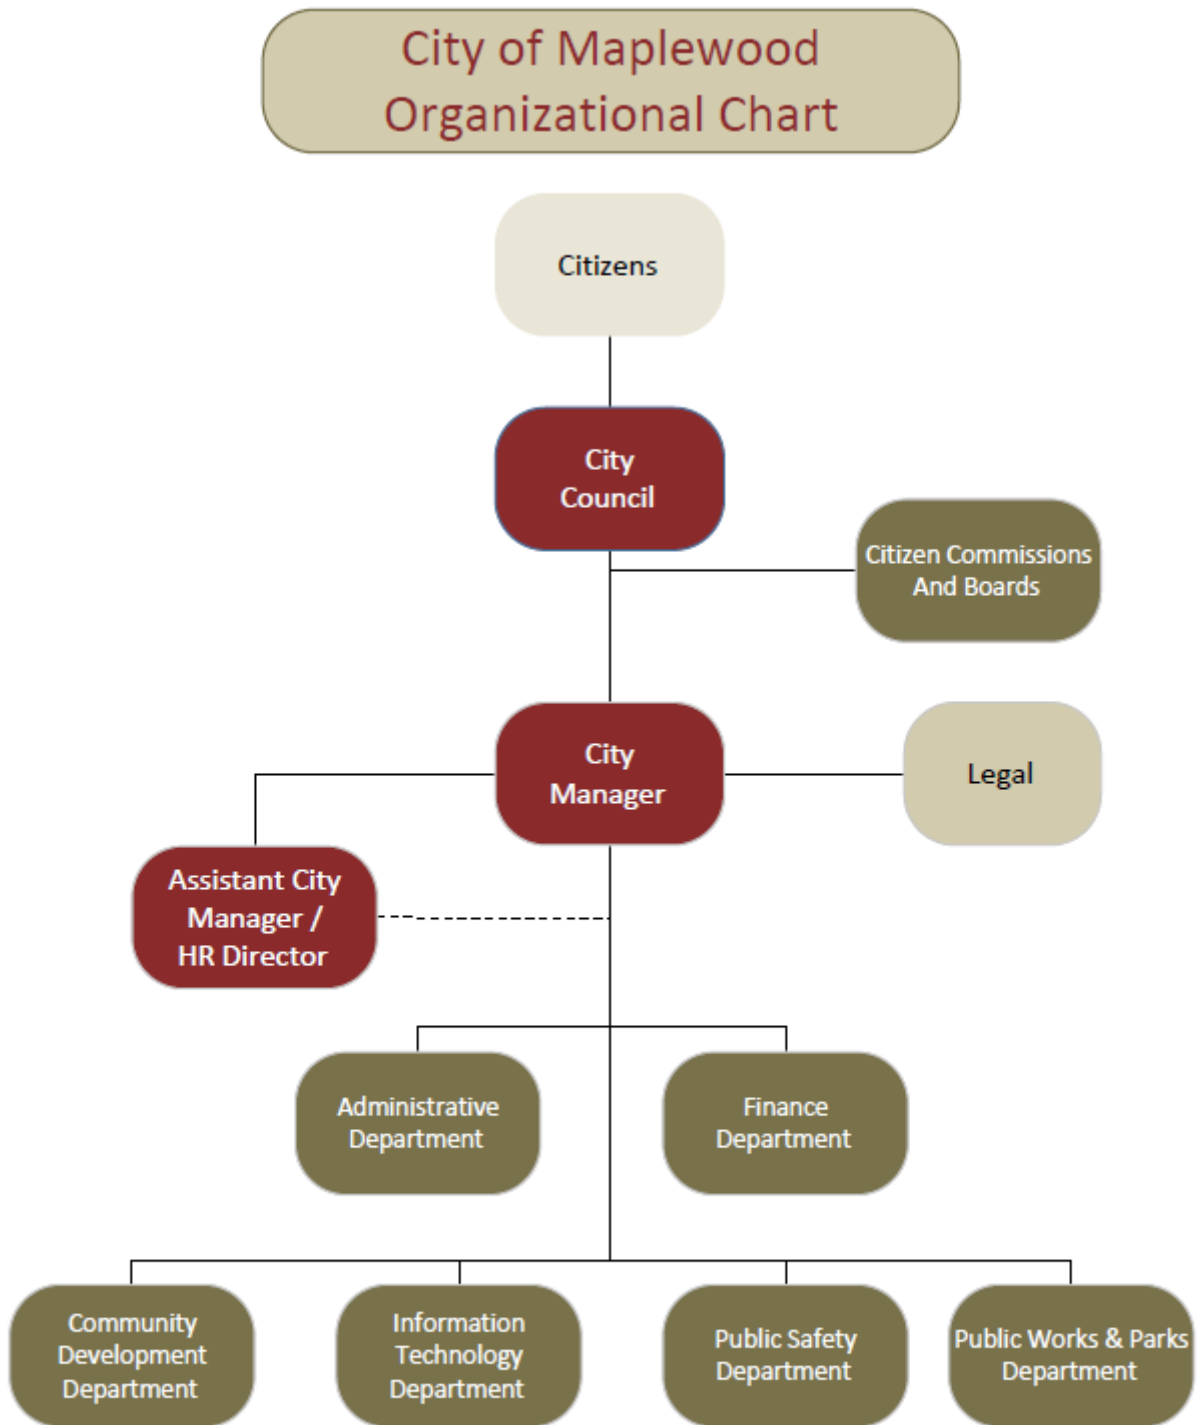 City of Maplewood
Organizational Chart
Citizens
City
Council
Citizen Commissions
And Boards
City
Manager
Legal
Assistant City
Manager /
HR Director
Administrative
Department
Finance
Department
Community
Development
Department
Information
Technology
Department
Public Safety
Department
Public Works & Parks
Department